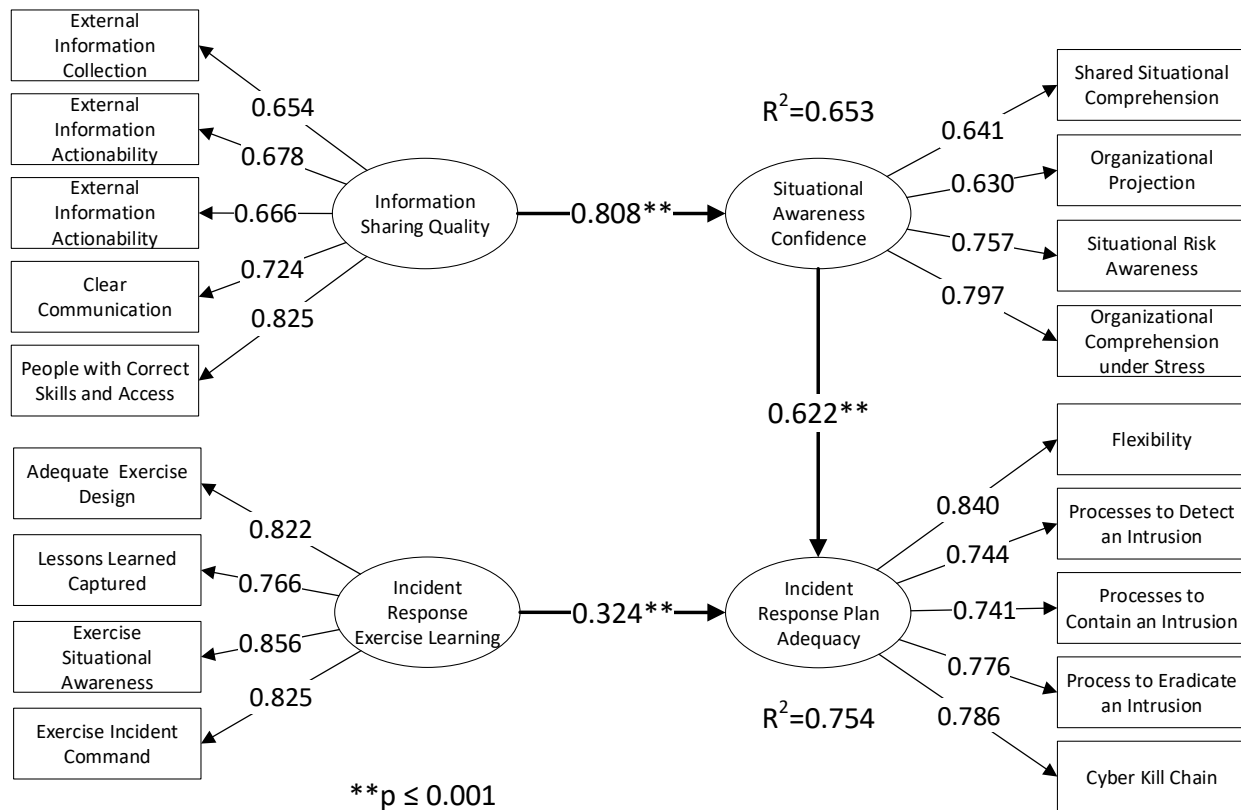 External
Information
Collection
External
Information
Actionability
External
Information
Actionability
Clear
Communication
People with Correct
Skills and Access
0.654
0.678
0.666
0.724
0.825
Information
Sharing Quality
0.808**
R²=0.653
Situational
Awareness
Confidence
0.641
0.630
0.757
0.797
Shared Situational
Comprehension
Organizational
Projection
Situational Risk
Awareness
Organizational
Comprehension
under Stress
0.622**
Adequate Exercise
Design
Lessons Learned
Captured
Exercise
Situational
Awareness
Exercise Incident
Command
0.822
0.766
0.856
0.825
Incident
Response
Exercise Learning
0.324**
Incident
Response Plan
Adequacy
R²=0.754
0.840
0.744
0.741
0.776
0.786
Flexibility
Processes to Detect
an Intrusion
Processes to
Contain an Intrusion
Process to Eradicate
an Intrusion
Cyber Kill Chain
**p ≤ 0.001